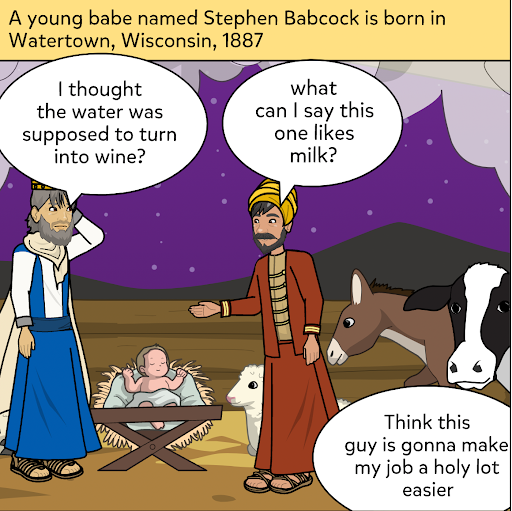 A young babe named Stephen Babcock is born in
Watertown, Wisconsin, 1887
I thought
the water was
supposed to turn
into wine?
what
can I say this
one likes
milk?
Think this
guy is gonna make
my job a holy lot
easier